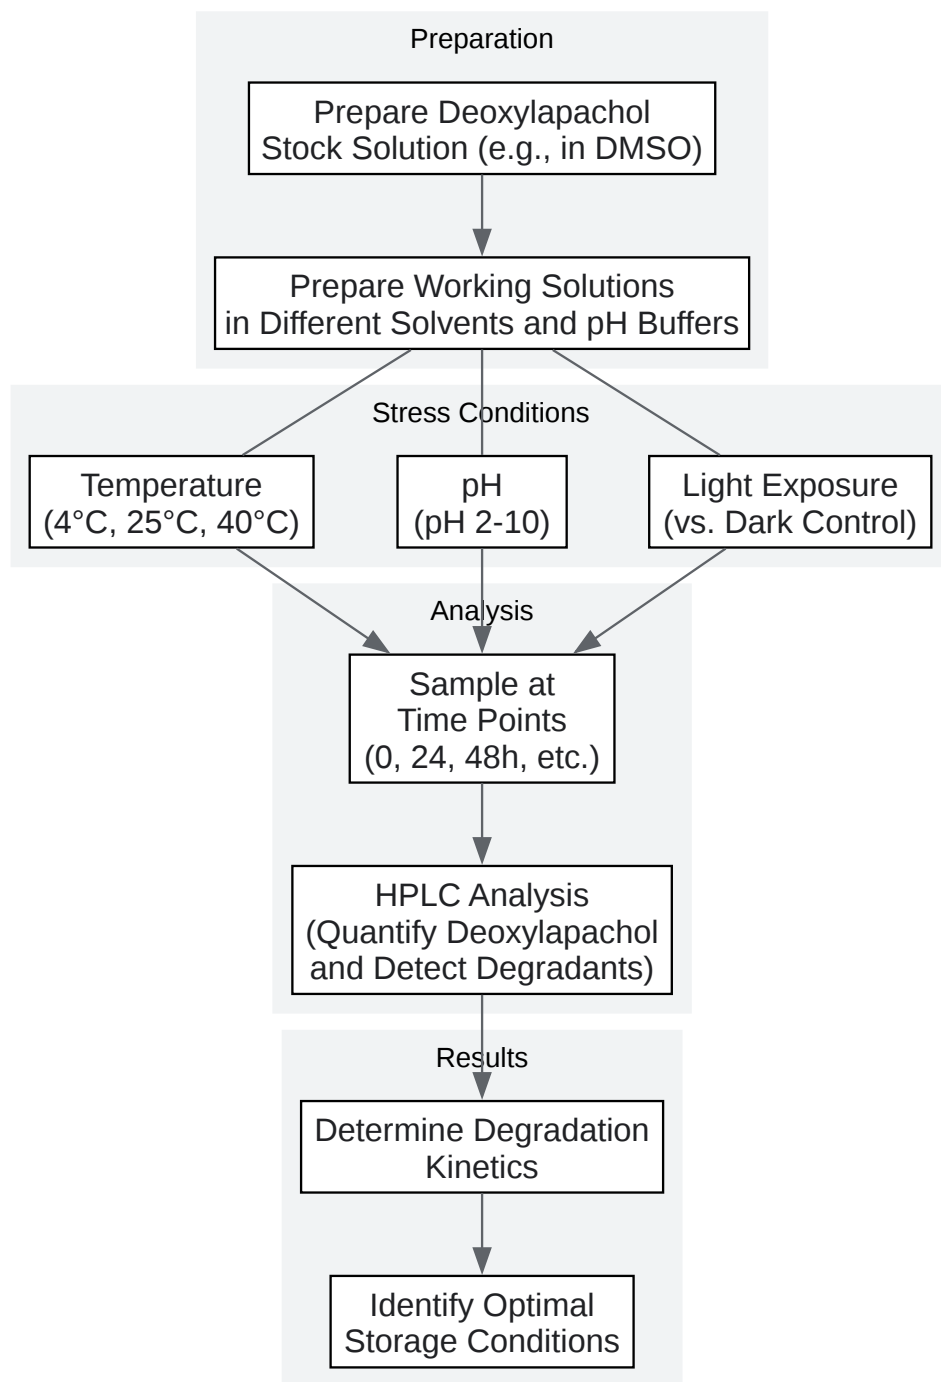 Preparation
Prepare Deoxylapachol
Stock Solution (e.g., in DMSO)
Prepare Working Solutions
in Different Solvents and pH Buffers
Stress Conditions
Temperature
(4°C, 25°C, 40°C)
pH
(pH 2-10)
Light Exposure
(vs. Dark Control)
Analysis
Sample at
Time Points
(0, 24, 48h, etc.)
HPLC Analysis
(Quantify Deoxylapachol
and Detect Degradants)
Results
Determine Degradation
Kinetics
Identify Optimal
Storage Conditions